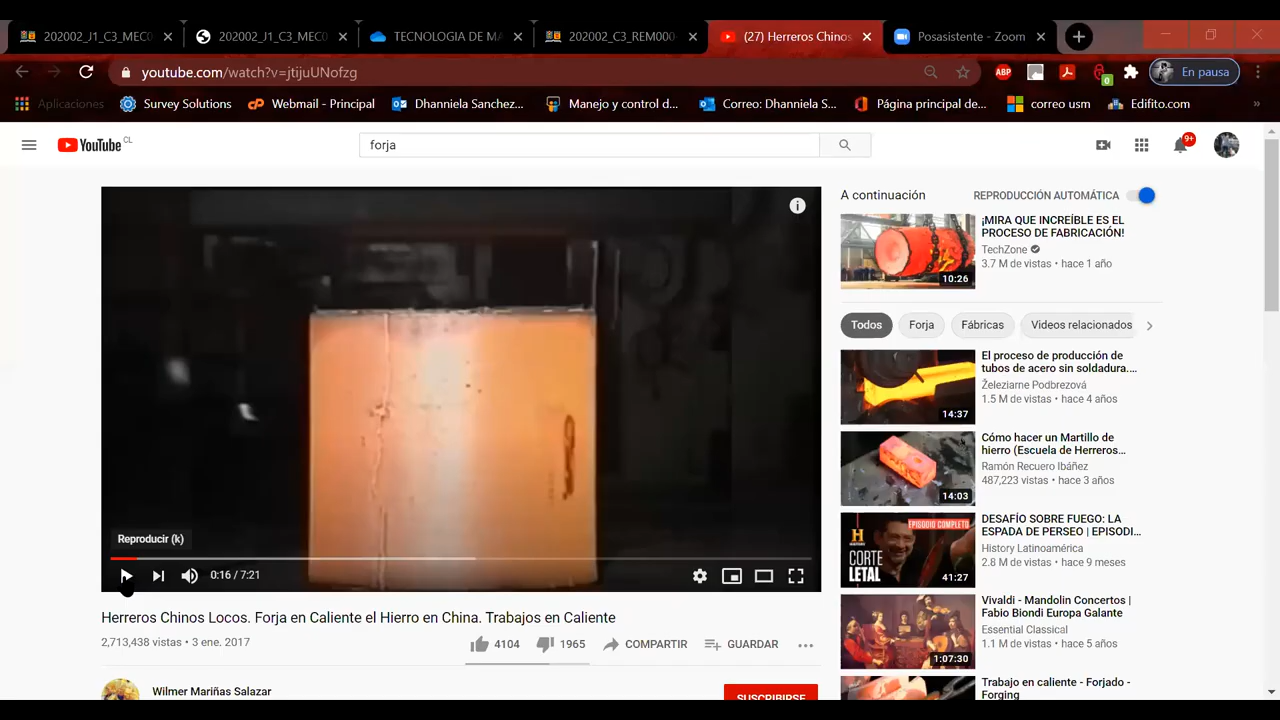 202002_J1_C3_MEC0
202002_J1_C3_MEC0
TECNOLOGIA DE MA
202002_C3_REM000-
(27) Herreros Chinos
Posasistente - Zoom
youtube.com/watch?v=jtijuUNofzg
ABP
0
En pausa
Aplicaciones
Survey Solutions
Webmail - Principal
Dhanniela Sanchez...
Manejo y control d...
Correo: Dhanniela S...
Página principal de...
correo usm
Edifito.com
»
YouTube CL
forja
9+
A continuación
REPRODUCCIÓN AUTOMÁTICA
¡MIRA QUE INCREÍBLE ES EL
PROCESO DE FABRICACIÓN!
TechZone
3.7 M de vistas • hace 1 año
10:26
Todos
Forja
Fábricas
Videos relacionados
El proceso de producción de
tubos de acero sin soldadura....
Železiarne Podbrezová
1.5 M de vistas • hace 4 años
14:37
Cómo hacer un Martillo de
hierro (Escuela de Herreros...
Ramón Recuero Ibáñez
487,223 vistas • hace 3 años
14:03
DESAFÍO SOBRE FUEGO: LA
ESPADA DE PERSEO | EPISODI...
History Latinoamérica
2.8 M de vistas • hace 9 meses
EPISODIO COMPLETO
H
CORTE
LETAL
41:27
Vivaldi - Mandolin Concertos |
Fabio Biondi Europa Galante
Essential Classical
1.1 M de vistas • hace 5 años
1:07:30
Trabajo en caliente - Forjado -
Forging
Reproducir (k)
0:16 / 7:21
Herreros Chinos Locos. Forja en Caliente el Hierro en China. Trabajos en Caliente
2,713,438 vistas • 3 ene. 2017
4104
1965
COMPARTIR
GUARDAR
Wilmer Mariñas Salazar
SUSCRIBIRSE